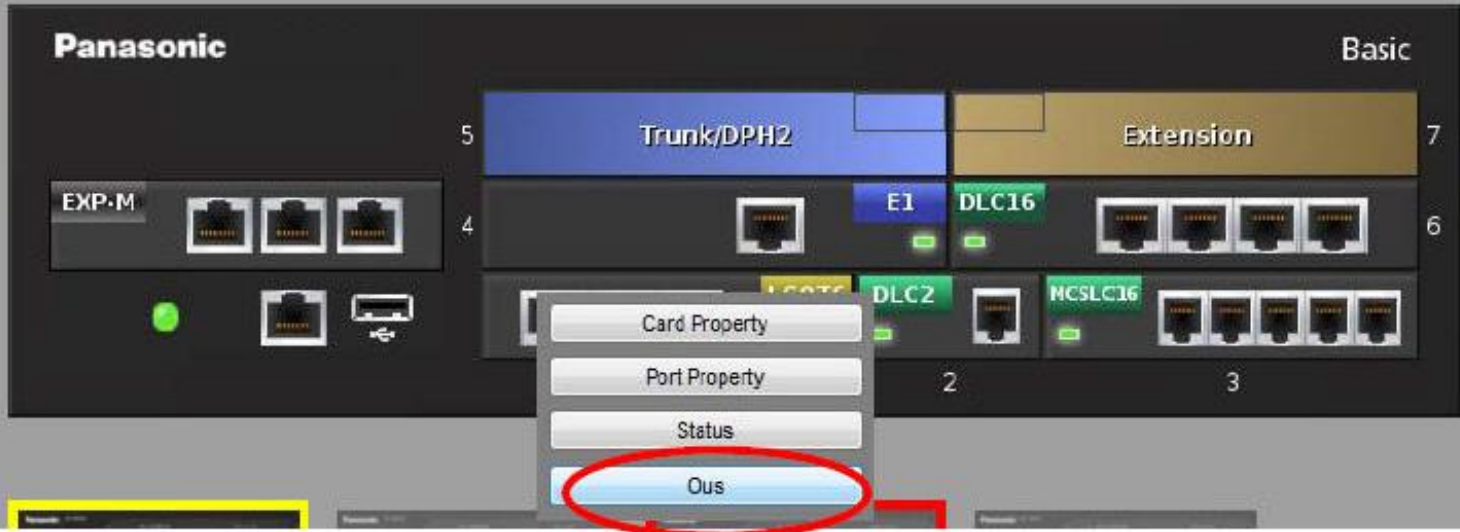 Panasonic
Basic
5
Trunk/DPH2
Extension
7
EXP-M
4
E1
DLC16
6
DLC2
MCSLC16
Card Property
Port Property
2
3
Status
Ous